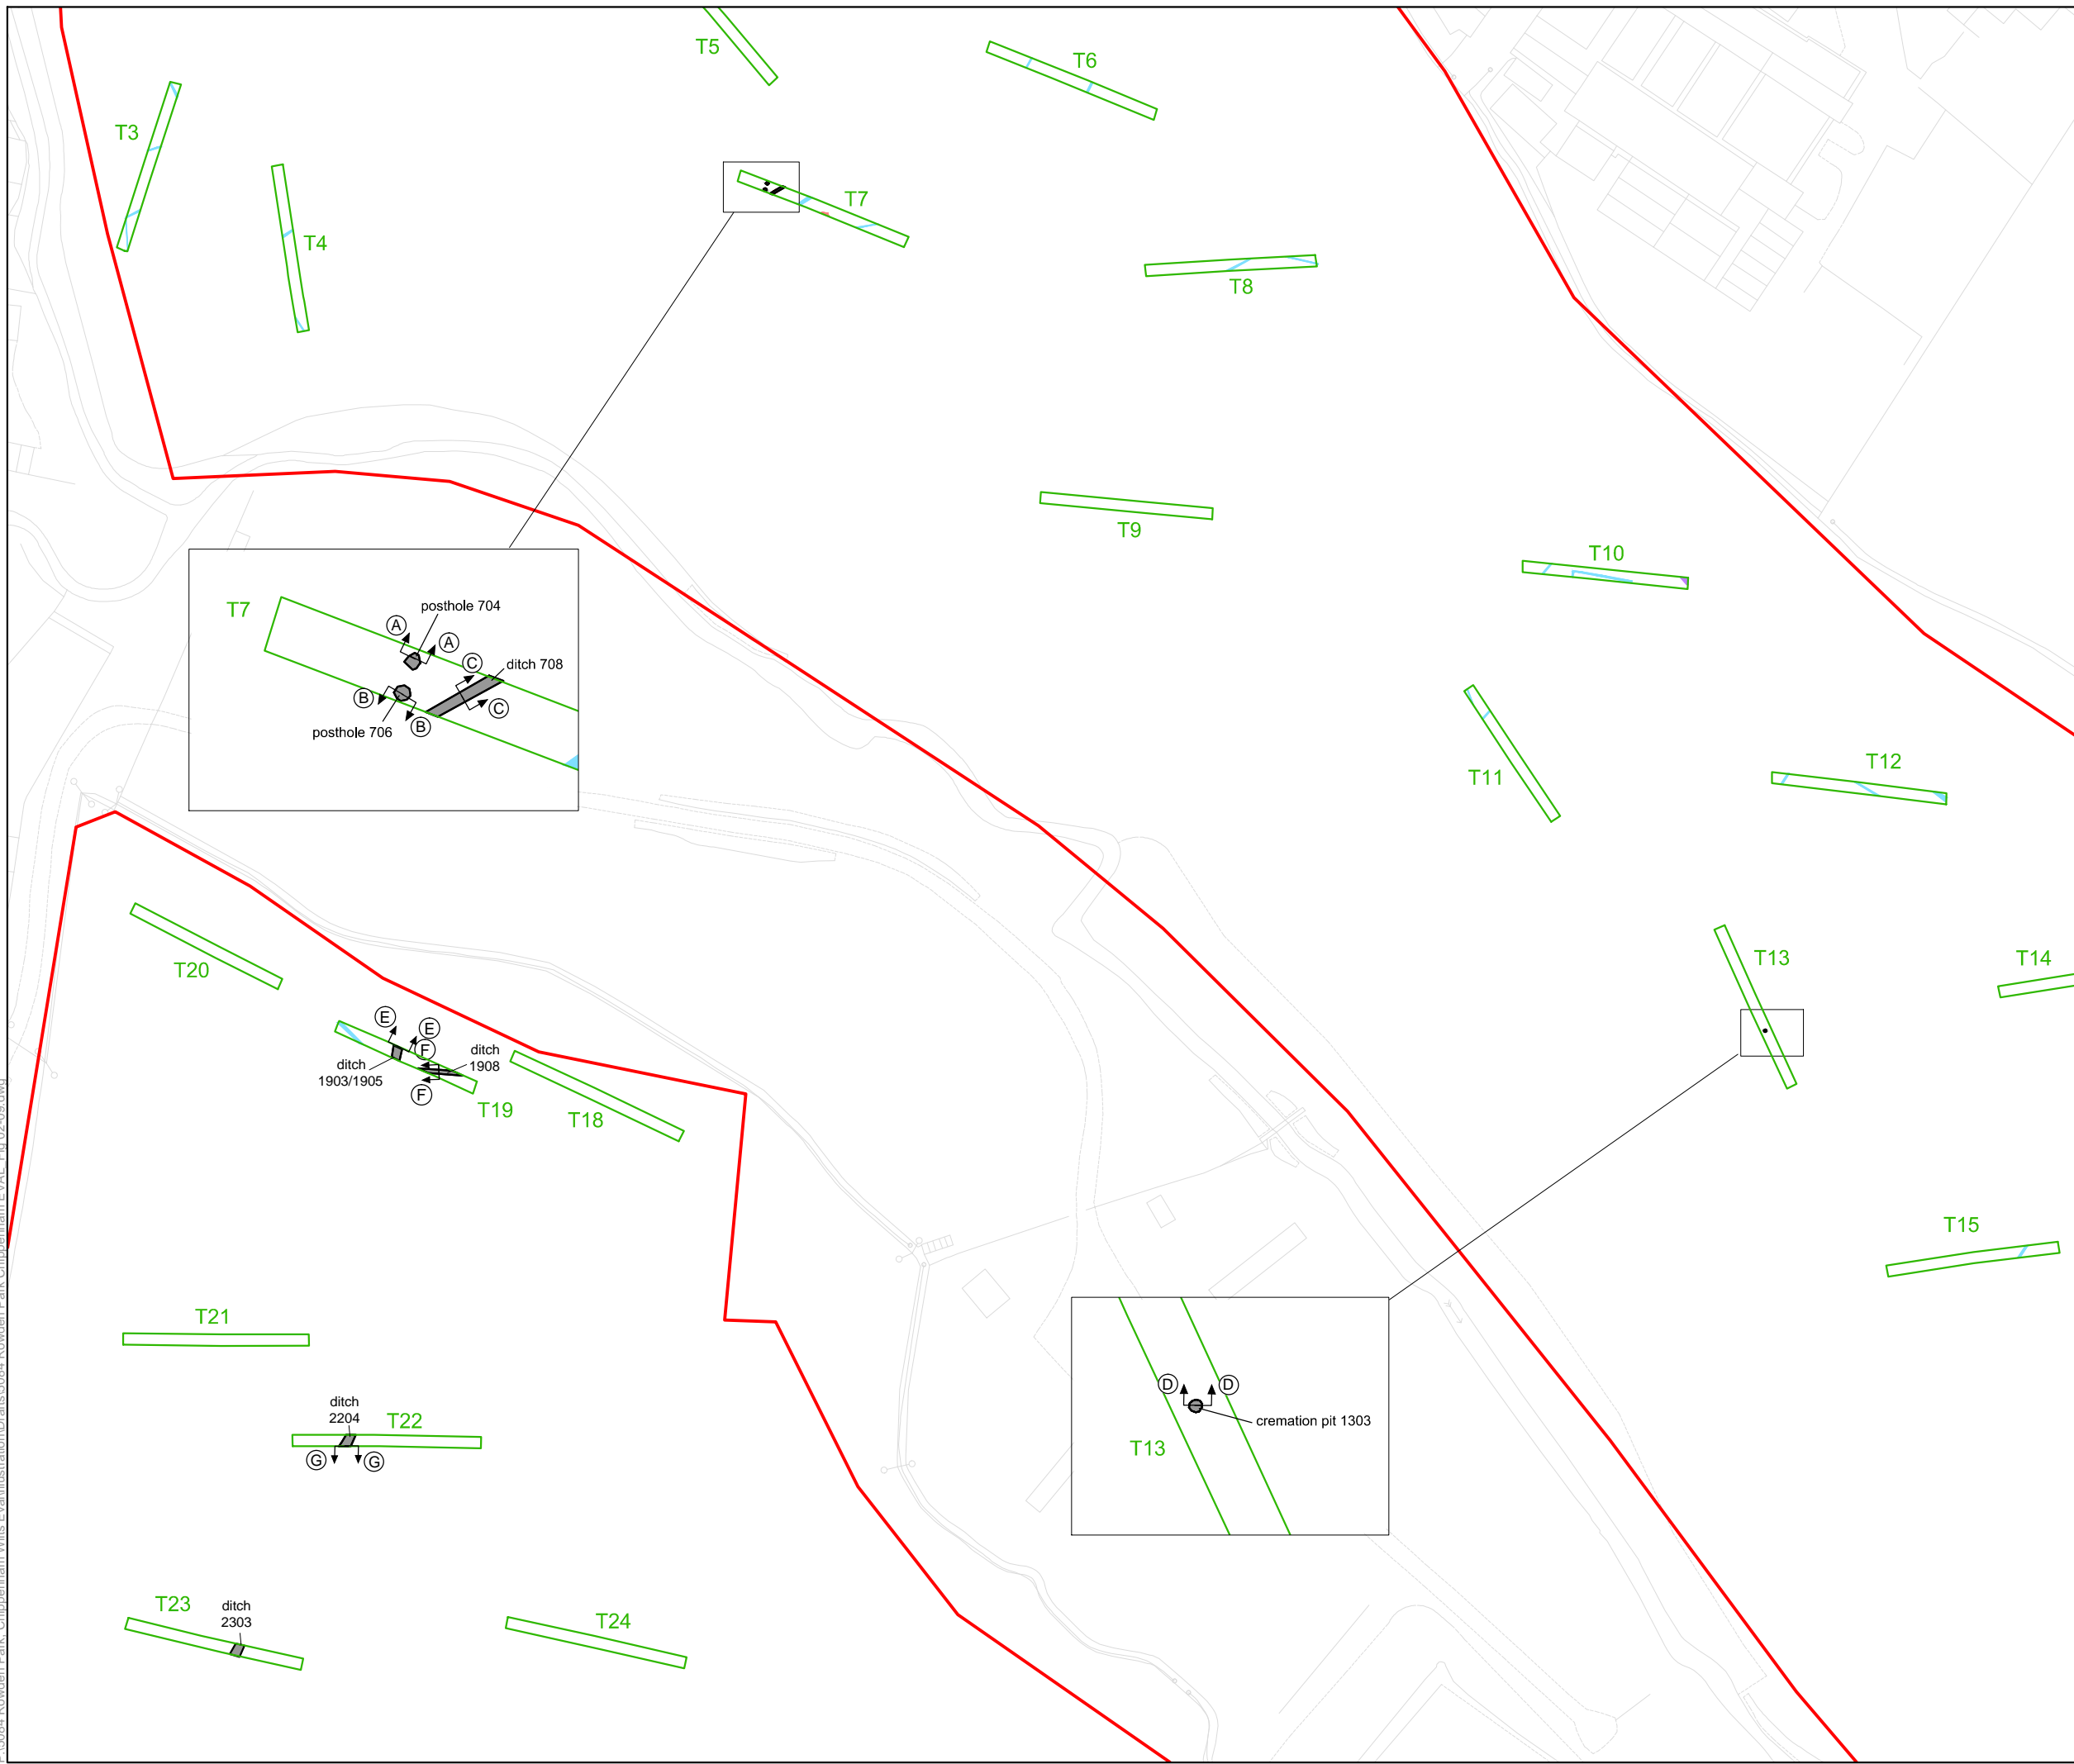 T5
T6
T3
T7
T4
T8
T9
T10
T7
posthole 704
A
A
C
ditch 708
B
C
B
posthole 706
T11
T12
T20
T13
T14
E
E
F
ditch
1908
ditch
1903/1905
F
T19
T18
T15
T21
D
D
cremation pit 1303
T13
ditch
2204
T22
G
G
T23
ditch
2303
T24